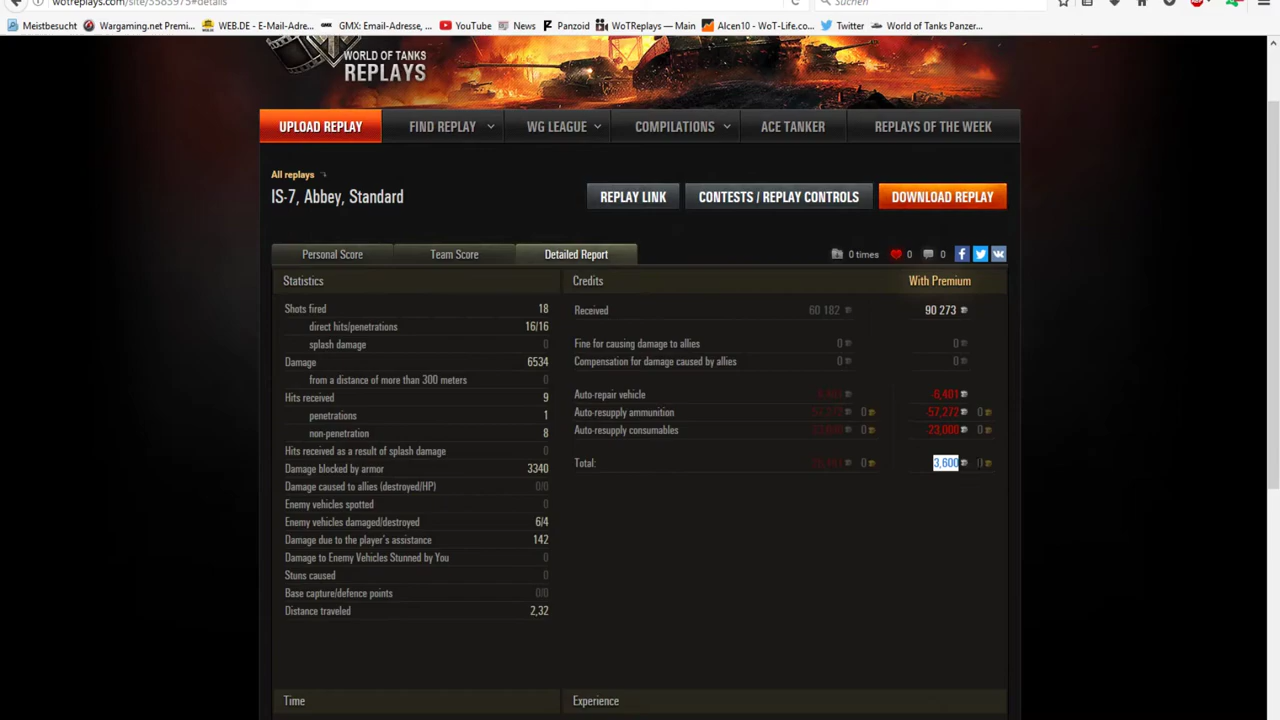 wotreplays.com/site/3583975#details
Suchen
Meistbesucht Wargaming.net Premi... WEB.DE - E-Mail-Adre... GMX: Email-Adresse, ... YouTube News Panzoid WoTReplays — Main Alcen10 - WoT-Life.co... Twitter World of Tanks Panzer...
WORLD OF TANKS
REPLAYS
UPLOAD REPLAY FIND REPLAY WG LEAGUE COMPILATIONS ACE TANKER REPLAYS OF THE WEEK
All replays
IS-7, Abbey, Standard
REPLAY LINK CONTESTS / REPLAY CONTROLS DOWNLOAD REPLAY
Personal Score Team Score Detailed Report 0 times 0 0
Statistics Credits With Premium
Shots fired 18 Received 60 182 90 273
direct hits/penetrations 16/16
splash damage 0 Fine for causing damage to allies 0 0
Damage 6534 Compensation for damage caused by allies 0 0
from a distance of more than 300 meters 0
Hits received 9 Auto-repair vehicle -6,401
penetrations 1 Auto-resupply ammunition -57,272 0 -57,272 0
non-penetration 8 Auto-resupply consumables -23,000 0 -23,000 0
Hits received as a result of splash damage 0
Damage blocked by armor 3340 Total: 0 3,600 0
Damage caused to allies (destroyed/HP) 0/0
Enemy vehicles spotted 0
Enemy vehicles damaged/destroyed 6/4
Damage due to the player's assistance 142
Damage to Enemy Vehicles Stunned by You 0
Stuns caused 0
Base capture/defence points 0/0
Distance traveled 2,32
Time Experience